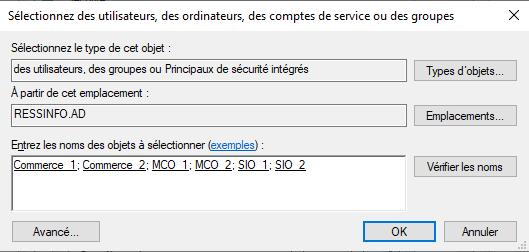 Sélectionnez des utilisateurs, des ordinateurs, des comptes de service ou des groupes
Sélectionnez le type de cet objet :
des utilisateurs, des groupes ou Principaux de sécurité intégrés
Types d'objets...
À partir de cet emplacement :
RESSINFO.AD
Emplacements...
Entrez les noms des objets à sélectionner (exemples) :
Commerce_1; Commerce_2; MCO_1; MCO_2; SIO_1; SIO_2
Vérifier les noms
Avancé...
OK
Annuler